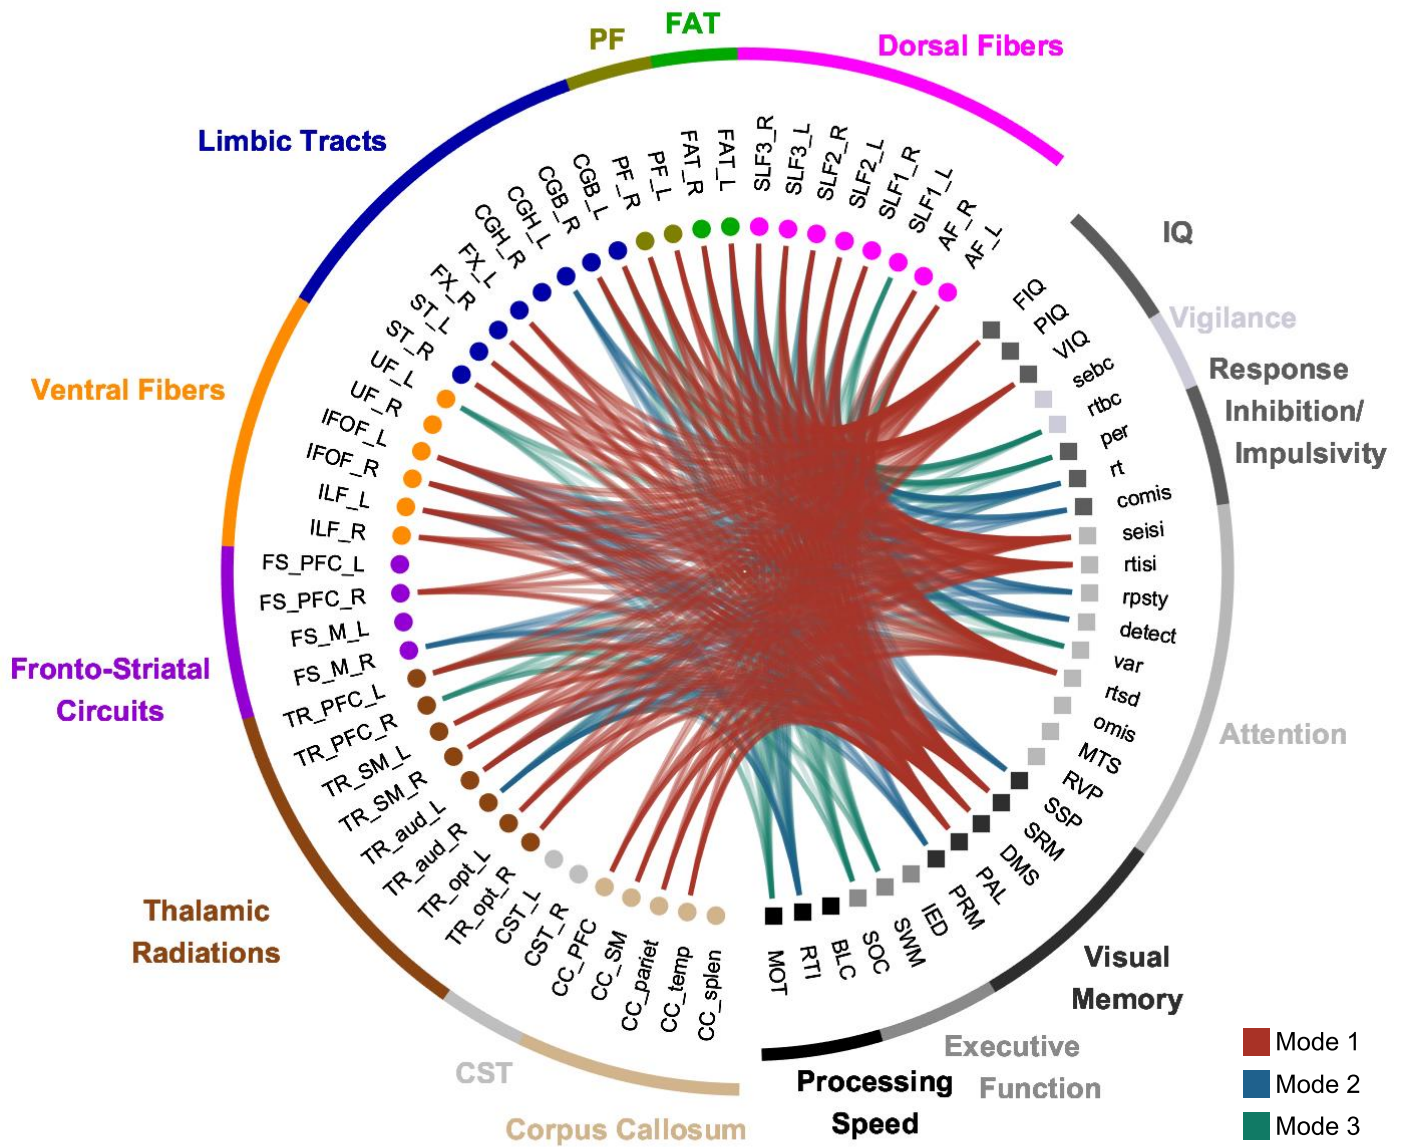 FAT
PF
Dorsal Fibers
Limbic Tracts
Ventral Fibers
Fronto-Striatal
Circuits
Thalamic
Radiations
CST
Corpus Callosum
IQ
Vigilance
Response
Inhibition/
Impulsivity
Attention
Visual
Memory
Executive
Function
Processing
Speed
FAT_L
FAT_R
PF_L
PF_R
CGB_L
CGB_R
CGH_L
CGH_R
FX_L
FX_R
ST_L
ST_R
UF_L
UF_R
IFOF_L
IFOF_R
ILF_L
ILF_R
FS_PFC_L
FS_PFC_R
FS_M_L
FS_M_R
TR_PFC_L
TR_PFC_R
TR_SM_L
TR_SM_R
TR_aud_L
TR_aud_R
TR_opt_L
TR_opt_R
CST_L
CST_R
CC_PFC
CC_SM
CC_pariet
CC_temp
CC_splen
SLF3_R
SLF3_L
SLF2_R
SLF2_L
SLF1_R
SLF1_L
AF_R
AF_L
FIQ
PIQ
VIQ
sebc
rtbc
per
rt
comis
seisi
rtisi
rpsty
detect
var
rtsd
omis
MTS
RVP
SSP
SRM
DMS
PAL
PRM
IED
SWM
SOC
BLC
RTI
MOT
Mode 1
Mode 2
Mode 3